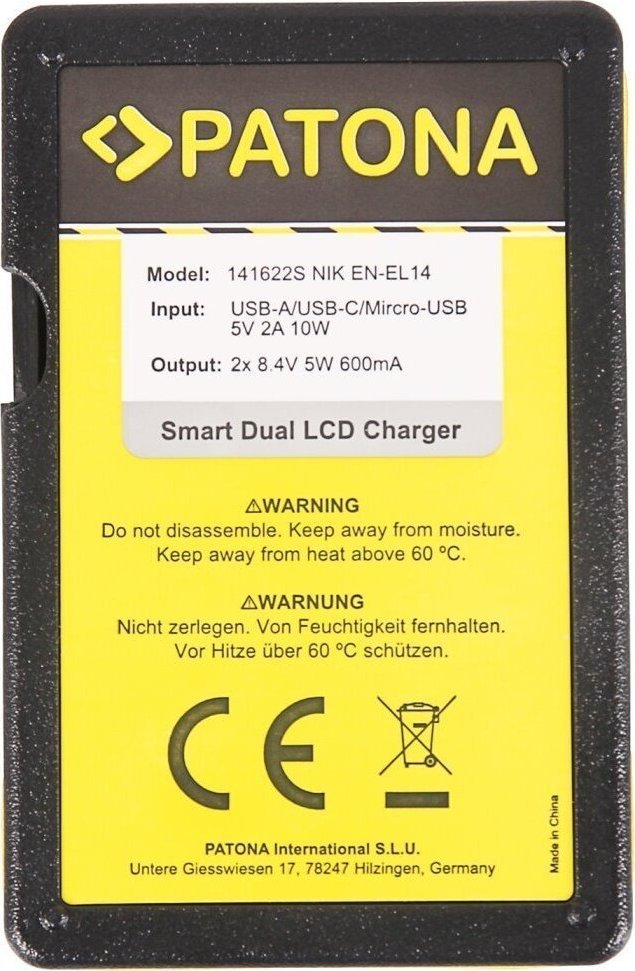 PATONA
Model: 141622S NIK EN-EL14
Input: USB-A/USB-C/Mircro-USB
5V 2A 10W
Output: 2x 8.4V 5W 600mA
Smart Dual LCD Charger
⚠WARNING
Do not disassemble. Keep away from moisture.
Keep away from heat above 60 ºC.
⚠WARNUNG
Nicht zerlegen. Von Feuchtigkeit fernhalten.
Vor Hitze über 60 ºC schützen.
CE
PATONA International S.L.U.
Untere Giesswiesen 17, 78247 Hilzingen, Germany
Made in China